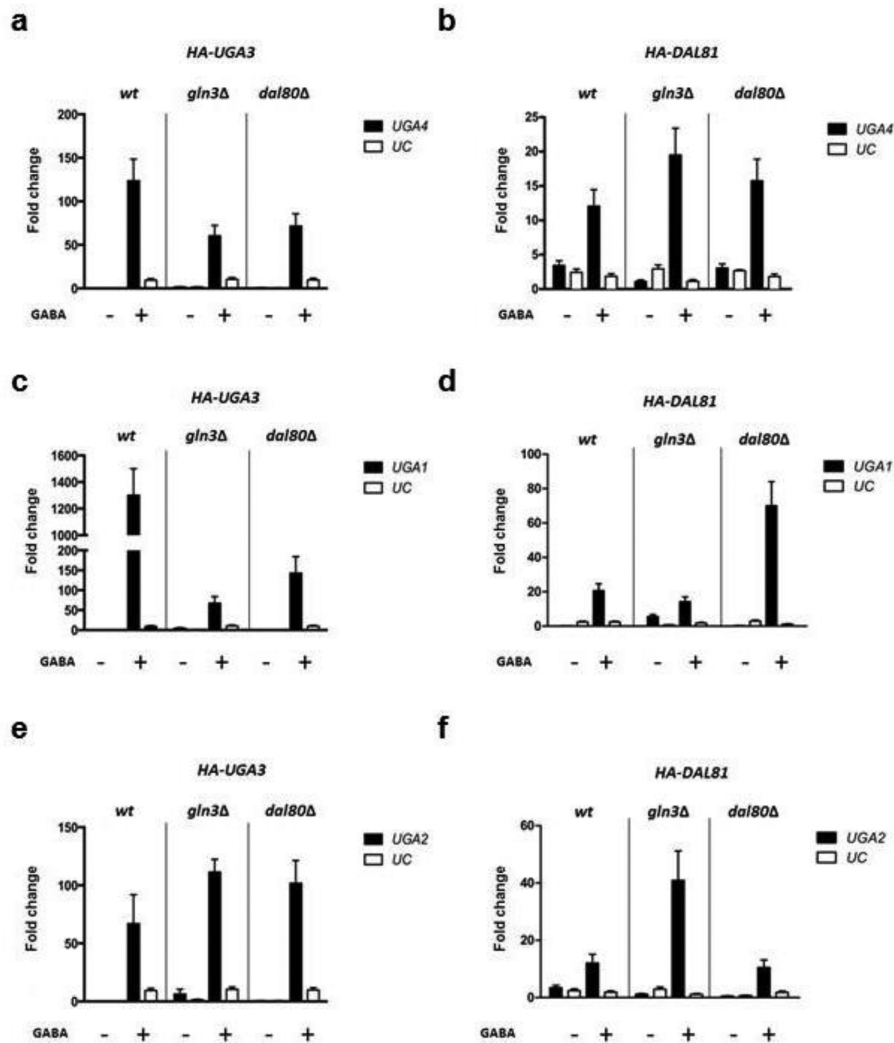 a
HA-UGA3
wt gln3Δ dal80Δ
200
150
100
50
0
Fold change
UGA4
UC
GABA - + - + - +
b
HA-DAL81
wt gln3Δ dal80Δ
25
20
15
10
5
0
Fold change
UGA4
UC
GABA - + - + - +
c
HA-UGA3
wt gln3Δ dal80Δ
1600
1400
1200
1000
200
150
100
50
0
Fold change
UGA1
UC
GABA - + - + - +
d
HA-DAL81
wt gln3Δ dal80Δ
100
80
60
40
20
0
Fold change
UGA1
UC
GABA - + - + - +
e
HA-UGA3
wt gln3Δ dal80Δ
150
100
50
0
Fold change
UGA2
UC
GABA - + - + - +
f
HA-DAL81
wt gln3Δ dal80Δ
60
40
20
0
Fold change
UGA2
UC
GABA - + - + - +